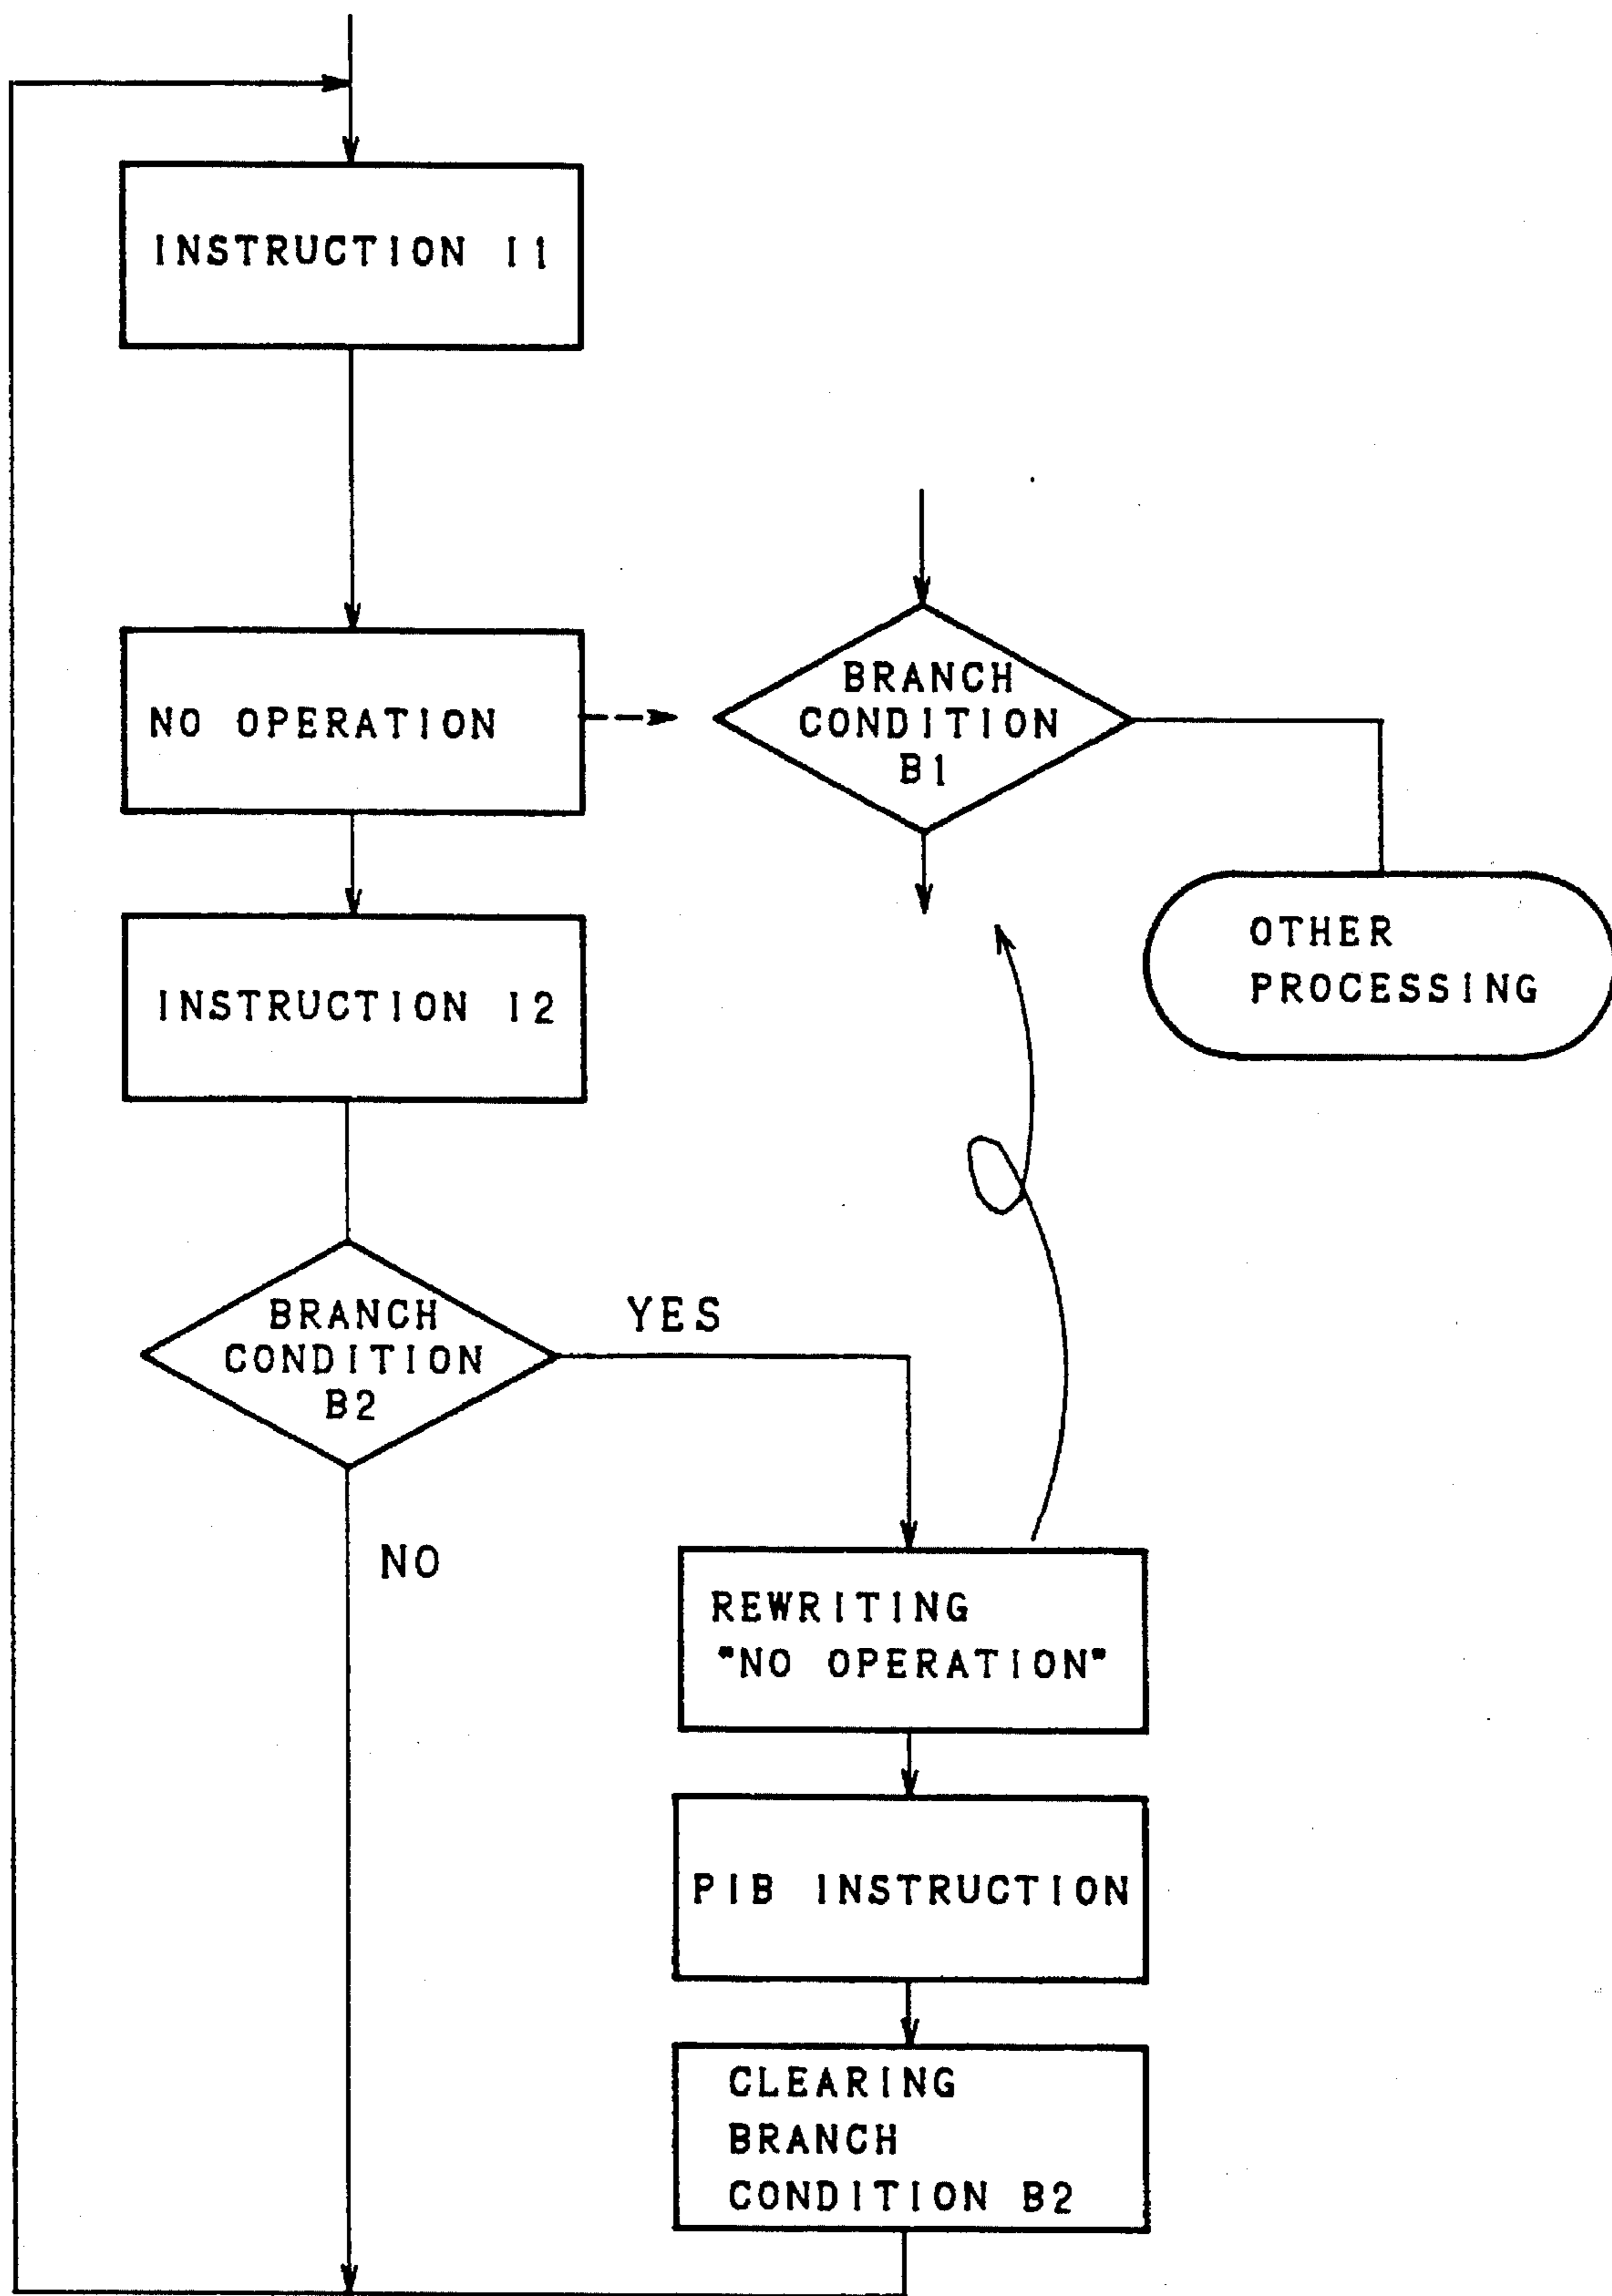 INSTRUCTION I1
NO OPERATION
BRANCH
CONDITION
B1
OTHER
PROCESSING
INSTRUCTION I2
BRANCH
CONDITION
B2
YES
NO
REWRITING
"NO OPERATION"
PIB INSTRUCTION
CLEARING
BRANCH
CONDITION B2